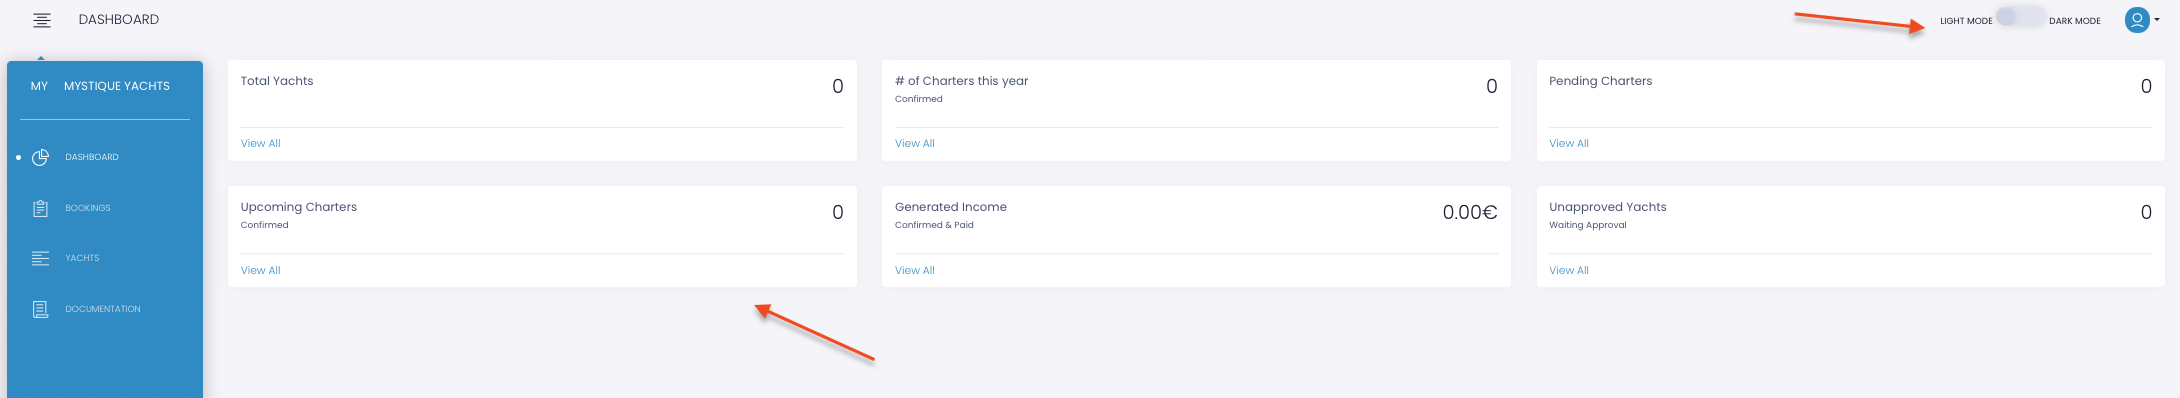 DASHBOARD
LIGHT MODE
DARK MODE
MY MYSTIQUE YACHTS
DASHBOARD
BOOKINGS
YACHTS
DOCUMENTATION
Total Yachts
0
View All
# of Charters this year
0
Confirmed
View All
Pending Charters
0
View All
Upcoming Charters
0
Confirmed
View All
Generated Income
0.00€
Confirmed & Paid
View All
Unapproved Yachts
0
Waiting Approval
View All